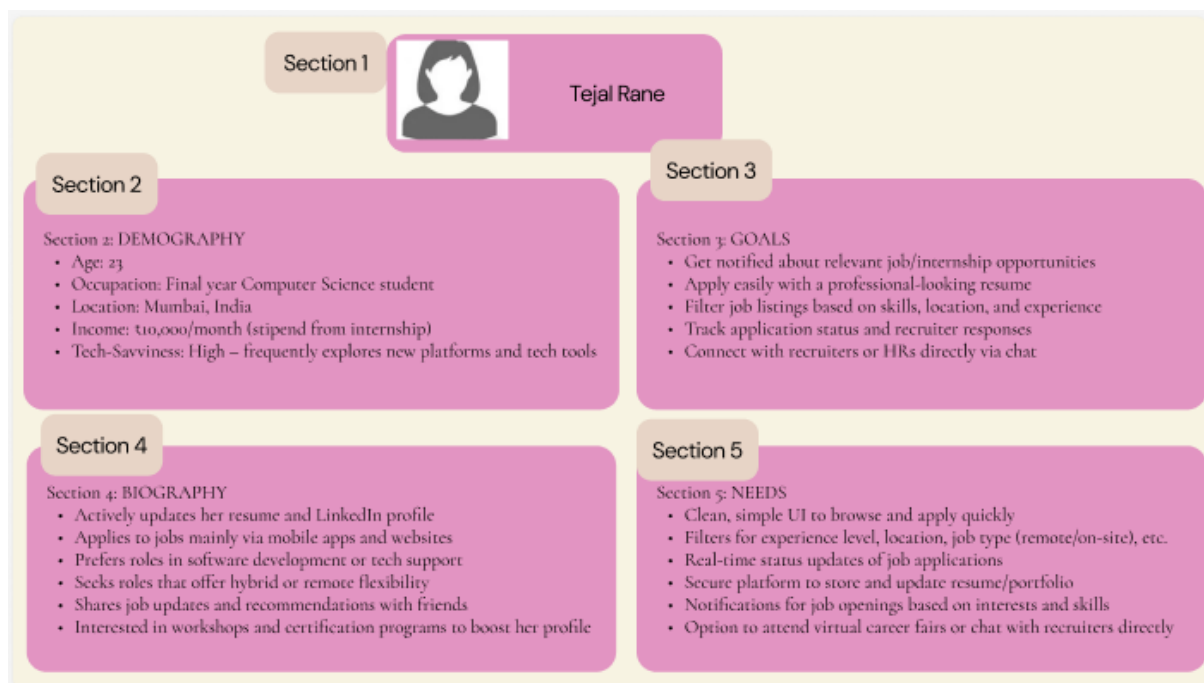 Section 1
Tejal Rane
Section 2
Section 2: DEMOGRAPHY
• Age: 23
• Occupation: Final year Computer Science student
• Location: Mumbai, India
• Income: ₹10,000/month (stipend from internship)
• Tech-Savviness: High – frequently explores new platforms and tech tools
Section 3
Section 3: GOALS
• Get notified about relevant job/internship opportunities
• Apply easily with a professional-looking resume
• Filter job listings based on skills, location, and experience
• Track application status and recruiter responses
• Connect with recruiters or HRs directly via chat
Section 4
Section 4: BIOGRAPHY
• Actively updates her resume and LinkedIn profile
• Applies to jobs mainly via mobile apps and websites
• Prefers roles in software development or tech support
• Seeks roles that offer hybrid or remote flexibility
• Shares job updates and recommendations with friends
• Interested in workshops and certification programs to boost her profile
Section 5
Section 5: NEEDS
• Clean, simple UI to browse and apply quickly
• Filters for experience level, location, job type (remote/on-site), etc.
• Real-time status updates of job applications
• Secure platform to store and update resume/portfolio
• Notifications for job openings based on interests and skills
• Option to attend virtual career fairs or chat with recruiters directly